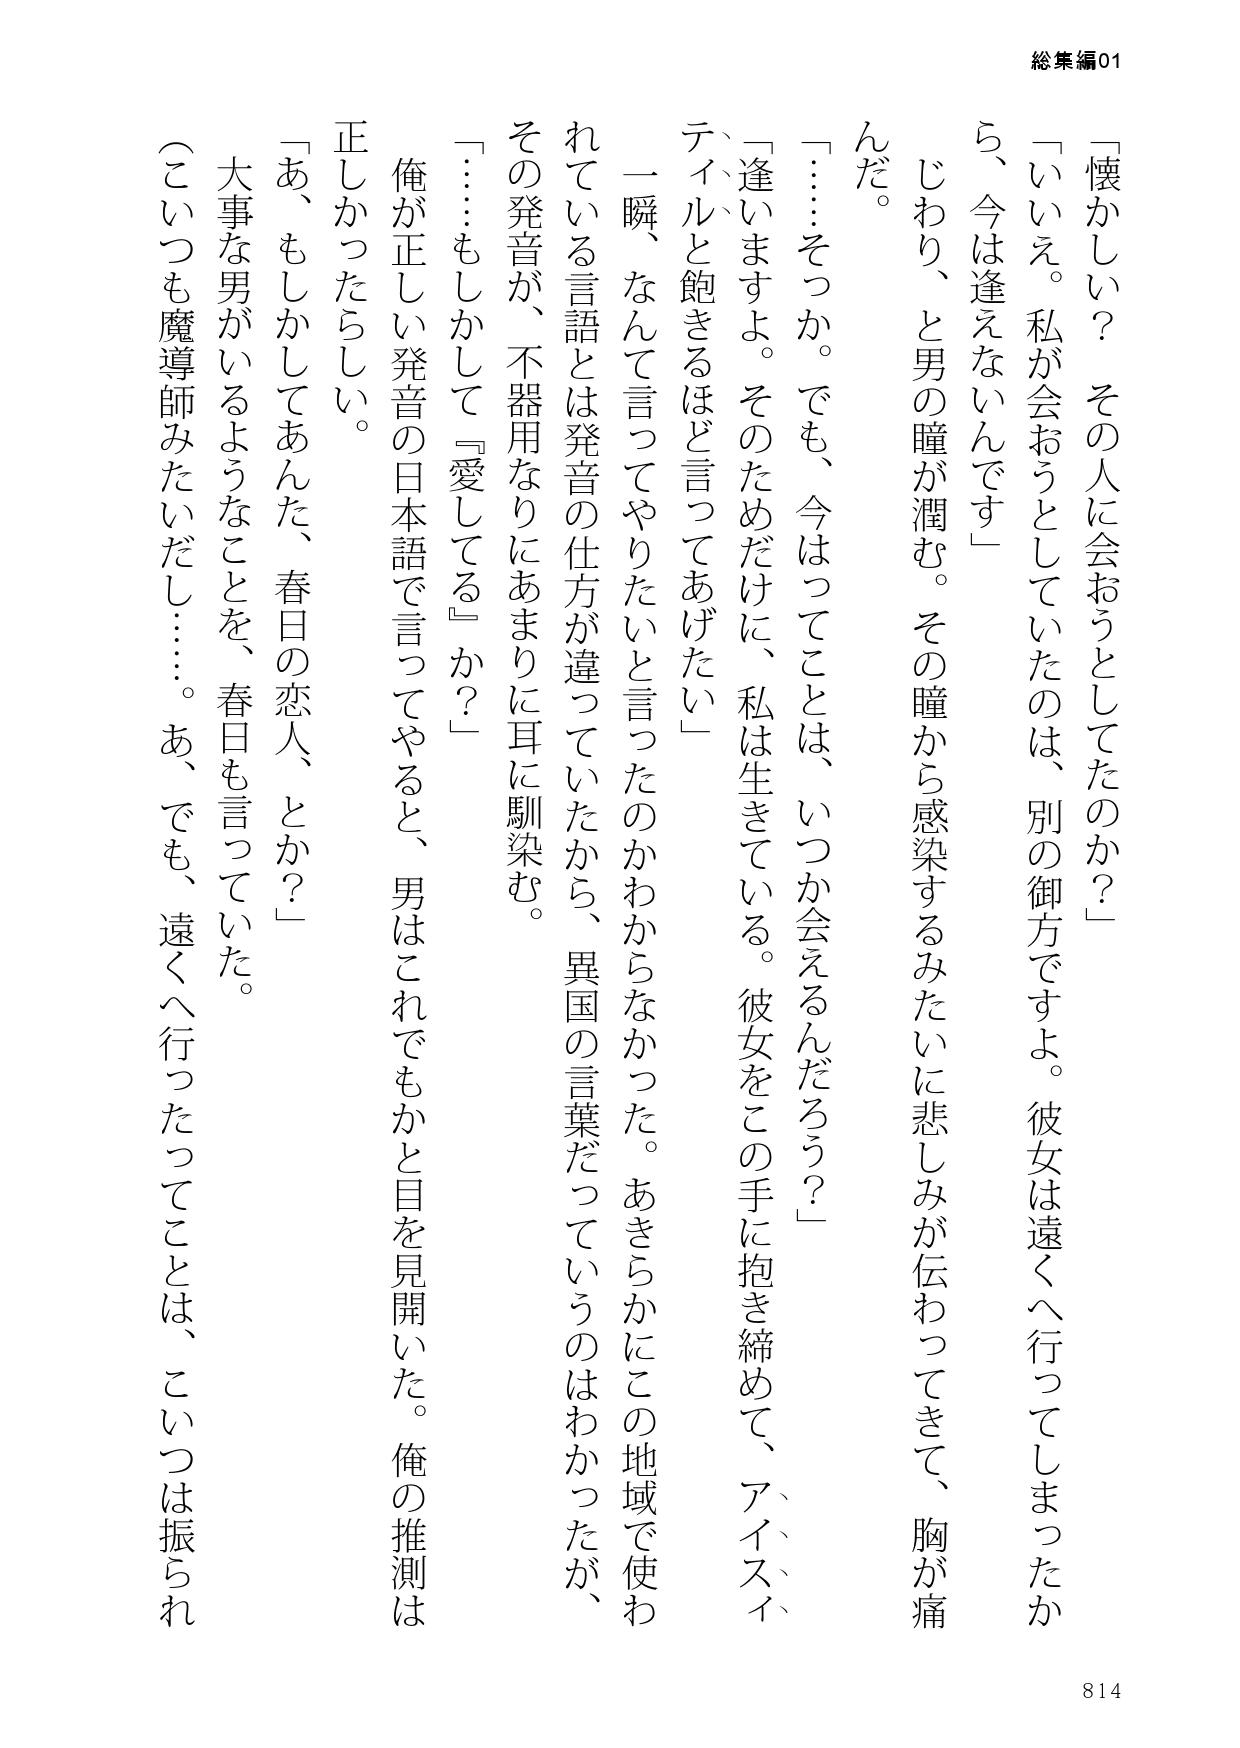 総集編01
「懐かしい？　その人に会おうとしてたのか？」
「いいえ。私が会おうとしていたのは、別の御方ですよ。彼女は遠くへ行ってしまったか
ら、今は逢えないんです」
　じわり、と男の瞳が潤む。その瞳から感染するみたいに悲しみが伝わってきて、胸が痛
んだ。
「……そっか。でも、今はってことは、いつか会えるんだろう？」
「逢いますよ。そのためだけに、私は生きている。彼女をこの手に抱き締めて、アイスィ
ティルと飽きるほど言ってあげたい」
　一瞬、なんて言ってやりたいと言ったのかわからなかった。あきらかにこの地域で使わ
れている言語とは発音の仕方が違っていたから、異国の言葉だっていうのはわかったが、
その発音が、不器用なりにあまりに耳に馴染む。
「……もしかして『愛してる』か？」
　俺が正しい発音の日本語で言ってやると、男はこれでもかと目を見開いた。俺の推測は
正しかったらしい。
「あ、もしかしてあんた、春日の恋人、とか？」
　大事な男がいるようなことを、春日も言っていた。
（こいつも魔導師みたいだし……。あ、でも、遠くへ行ったってことは、こいつは振られ
814